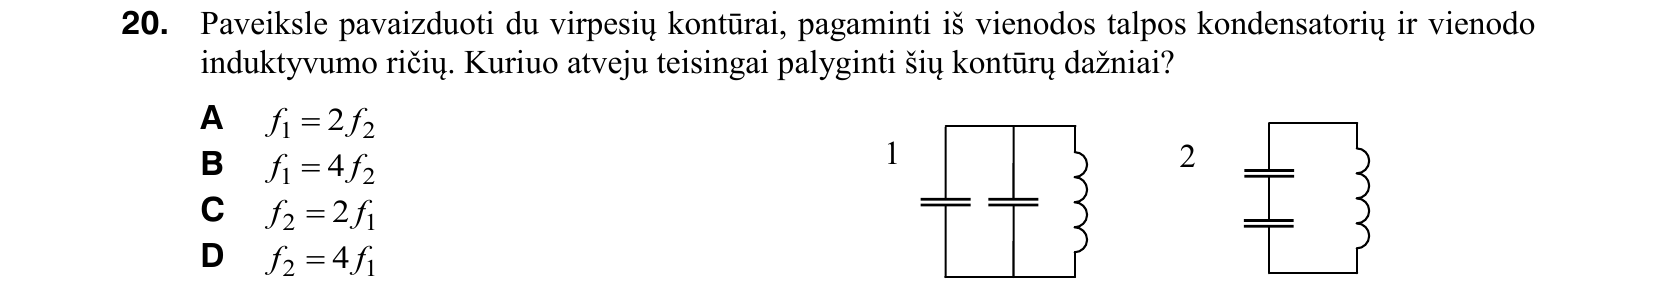 20. Paveiksle pavaizduoti du virpesių kontūrai, pagaminti iš vienodos talpos kondensatorių ir vienodo
induktyvumo ričių. Kuriuo atveju teisingai palyginti šių kontūrų dažniai?
A f₁ = 2f₂
B f₁ = 4f₂
C f₂ = 2f₁
D f₂ = 4f₁
1
2